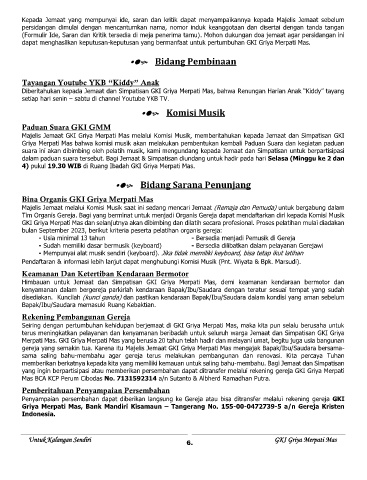 Kepada Jemaat yang mempunyai ide, saran dan kritik dapat menyampaikannya kepada Majelis Jemaat sebelum
persidangan dimulai dengan mencantumkan nama, nomor induk keanggotaan dan disertai dengan tanda tangan
(Formulir Ide, Saran dan Kritik tersedia di meja penerima tamu). Mohon dukungan doa jemaat agar persidangan ini
dapat menghasilkan keputusan-keputusan yang bermanfaat untuk pertumbuhan GKI Griya Merpati Mas.
Bidang Pembinaan
Tayangan Youtube YKB “Kiddy” Anak
Diberitahukan kepada Jemaat dan Simpatisan GKI Griya Merpati Mas, bahwa Renungan Harian Anak “Kiddy” tayang
setiap hari senin – sabtu di channel Youtube YKB TV.
Komisi Musik
Paduan Suara GKI GMM
Majelis Jemaat GKI Griya Merpati Mas melalui Komisi Musik, memberitahukan kepada Jemaat dan Simpatisan GKI
Griya Merpati Mas bahwa komisi musik akan melakukan pembentukan kembali Paduan Suara dan kegiatan paduan
suara ini akan dibimbing oleh pelatih musik, kami mengundang kepada Jemaat dan Simpatisan untuk berpartisipasi
dalam paduan suara tersebut. Bagi Jemaat & Simpatisan diundang untuk hadir pada hari Selasa (Minggu ke 2 dan
4) pukul 19.30 WIB di Ruang Ibadah GKI Griya Merpati Mas.
Bidang Sarana Penunjang
Bina Organis GKI Griya Merpati Mas
Majelis Jemaat melalui Komisi Musik saat ini sedang mencari Jemaat (Remaja dan Pemuda) untuk bergabung dalam
Tim Organis Gereja. Bagi yang berminat untuk menjadi Organis Gereja dapat mendaftarkan diri kepada Komisi Musik
GKI Griya Merpati Mas dan selanjutnya akan dibimbing dan dilatih secara profesional. Proses pelatihan mulai diadakan
bulan September 2023, berikut kriteria peserta pelatihan organis gereja:
- Usia minimal 13 tahun - Bersedia menjadi Pemusik di Gereja
- Sudah memiliki dasar bermusik (keyboard) - Bersedia dilibatkan dalam pelayanan Gerejawi
- Mempunyai alat musik sendiri (keyboard). Jika tidak memiliki keyboard, bisa tetap ikut latihan
Pendaftaran & informasi lebih lanjut dapat menghubungi Komisi Musik (Pnt. Wiyata & Bpk. Marsudi).
Keamanan Dan Ketertiban Kendaraan Bermotor
Himbauan untuk Jemaat dan Simpatisan GKI Griya Merpati Mas, demi keamanan kendaraan bermotor dan
kenyamanan dalam bergereja parkirlah kendaraan Bapak/Ibu/Saudara dengan teratur sesuai tempat yang sudah
disediakan. Kuncilah (kunci ganda) dan pastikan kendaraan Bapak/Ibu/Saudara dalam kondisi yang aman sebelum
Bapak/Ibu/Saudara memasuki Ruang Kebaktian.
Rekening Pembangunan Gereja
Seiring dengan pertumbuhan kehidupan berjemaat di GKI Griya Merpati Mas, maka kita pun selalu berusaha untuk
terus meningkatkan pelayanan dan kenyamanan beribadah untuk seluruh warga Jemaat dan Simpatisan GKI Griya
Merpati Mas. GKI Griya Merpati Mas yang berusia 20 tahun telah hadir dan melayani umat, begitu juga usia bangunan
gereja yang semakin tua. Karena itu Majelis Jemaat GKI Griya Merpati Mas mengajak Bapak/Ibu/Saudara bersama-
sama saling bahu-membahu agar gereja terus melakukan pembangunan dan renovasi. Kita percaya Tuhan
memberikan berkatnya kepada kita yang memiliki kemauan untuk saling bahu-membahu. Bagi Jemaat dan Simpatisan
yang ingin berpartisipasi atau memberikan persembahan dapat ditransfer melalui rekening gereja GKI Griya Merpati
Mas BCA KCP Perum Cibodas No. 7131592314 a/n Sutanto & Albherd Ramadhan Putra.
Pemberitahuan Penyampaian Persembahan
Penyampaian persembahan dapat diberikan langsung ke Gereja atau bisa ditransfer melalui rekening gereja GKI
Griya Merpati Mas, Bank Mandiri Kisamaun – Tangerang No. 155-00-0472739-5 a/n Gereja Kristen
Indonesia.
Untuk Kalangan Sendiri GKI Griya Merpati Mas
6.